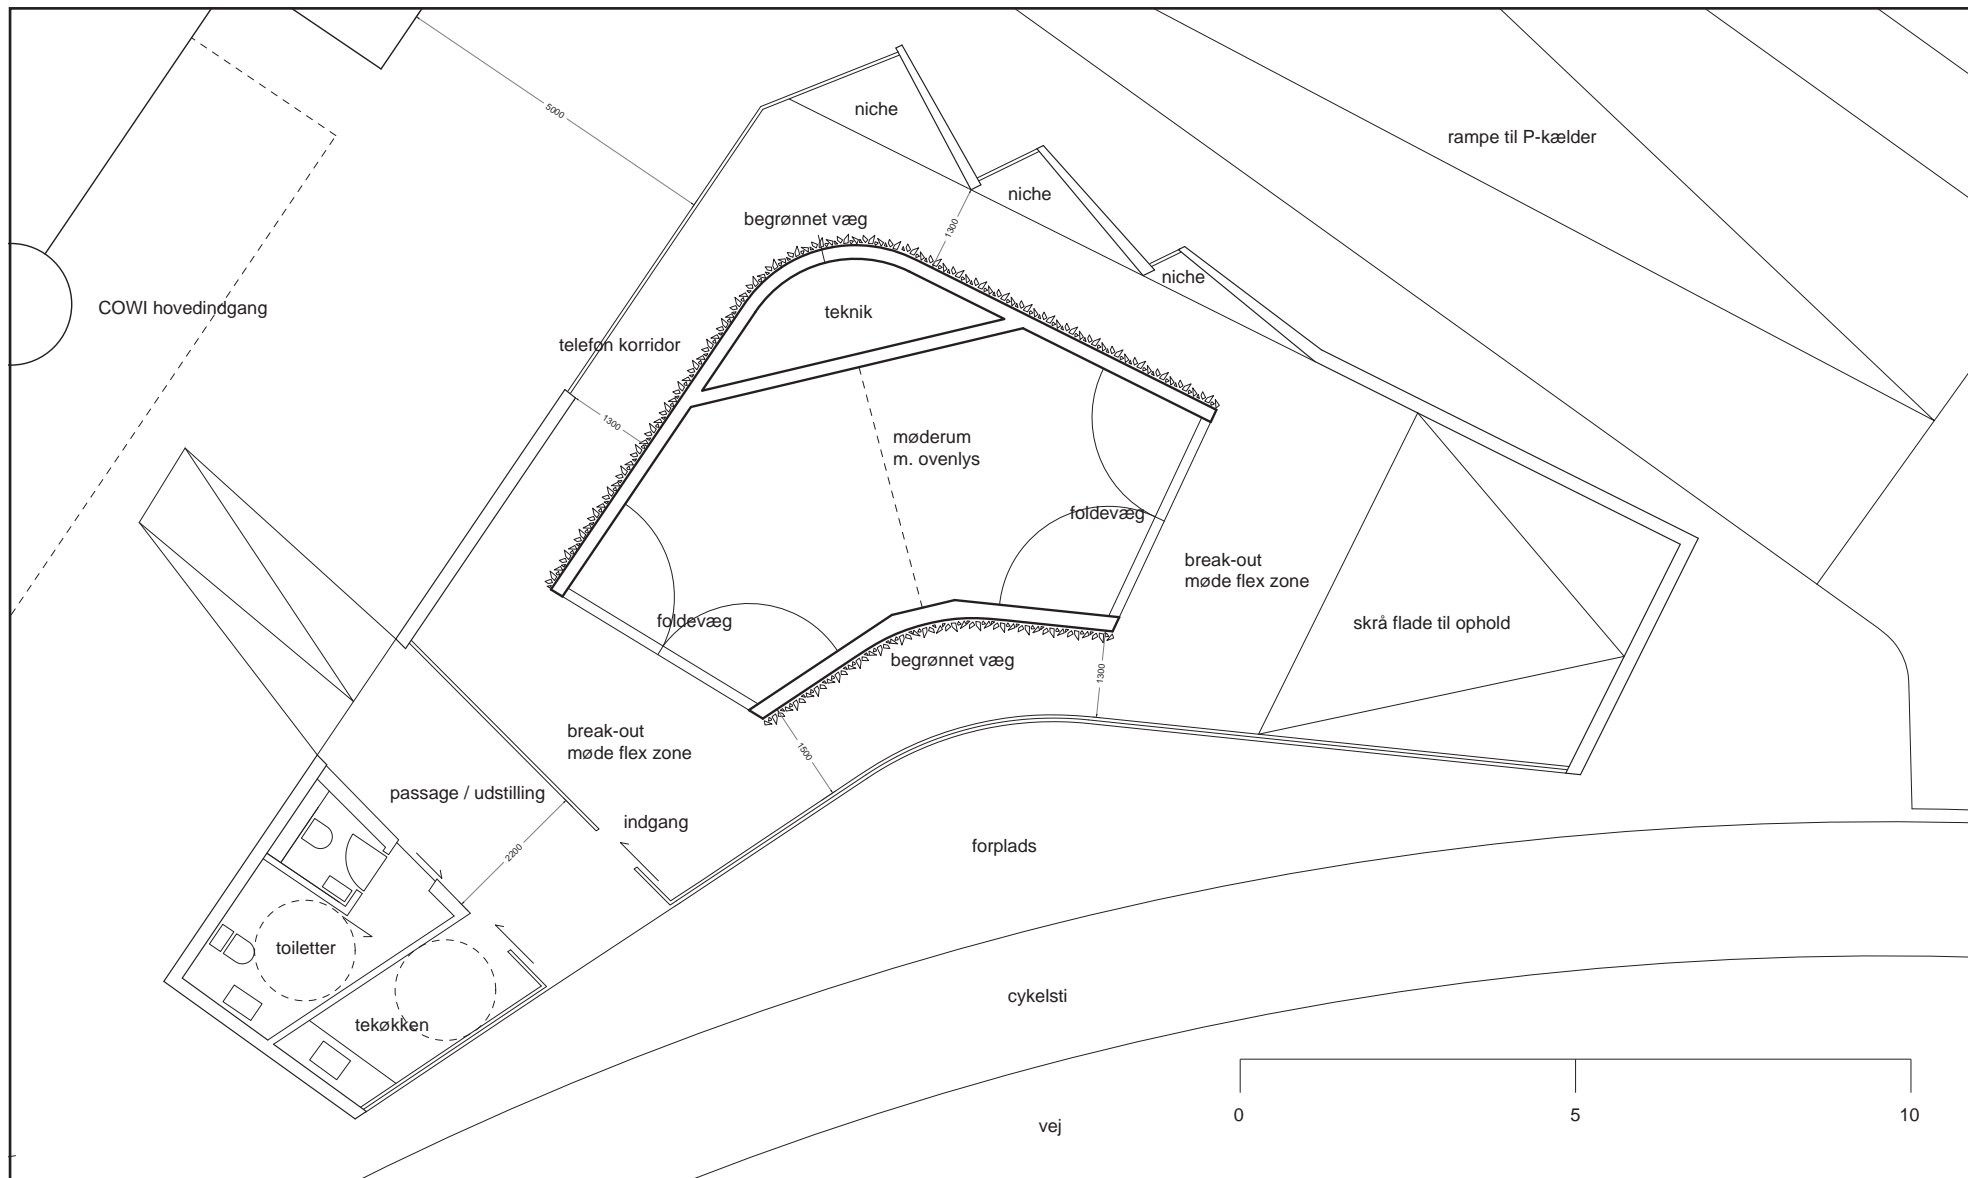 niche
5000
rampe til P-kælder
niche
begrønnet væg
1300
niche
COWI hovedindgang
teknik
telefon korridor
1300
møderum
m. ovenlys
foldevæg
break-out
møde flex zone
foldevæg
skrå flade til ophold
begrønnet væg
1300
break-out
møde flex zone
1500
passage / udstilling
indgang
2200
forplads
toiletter
cykelsti
tekøkken
0
5
10
vej